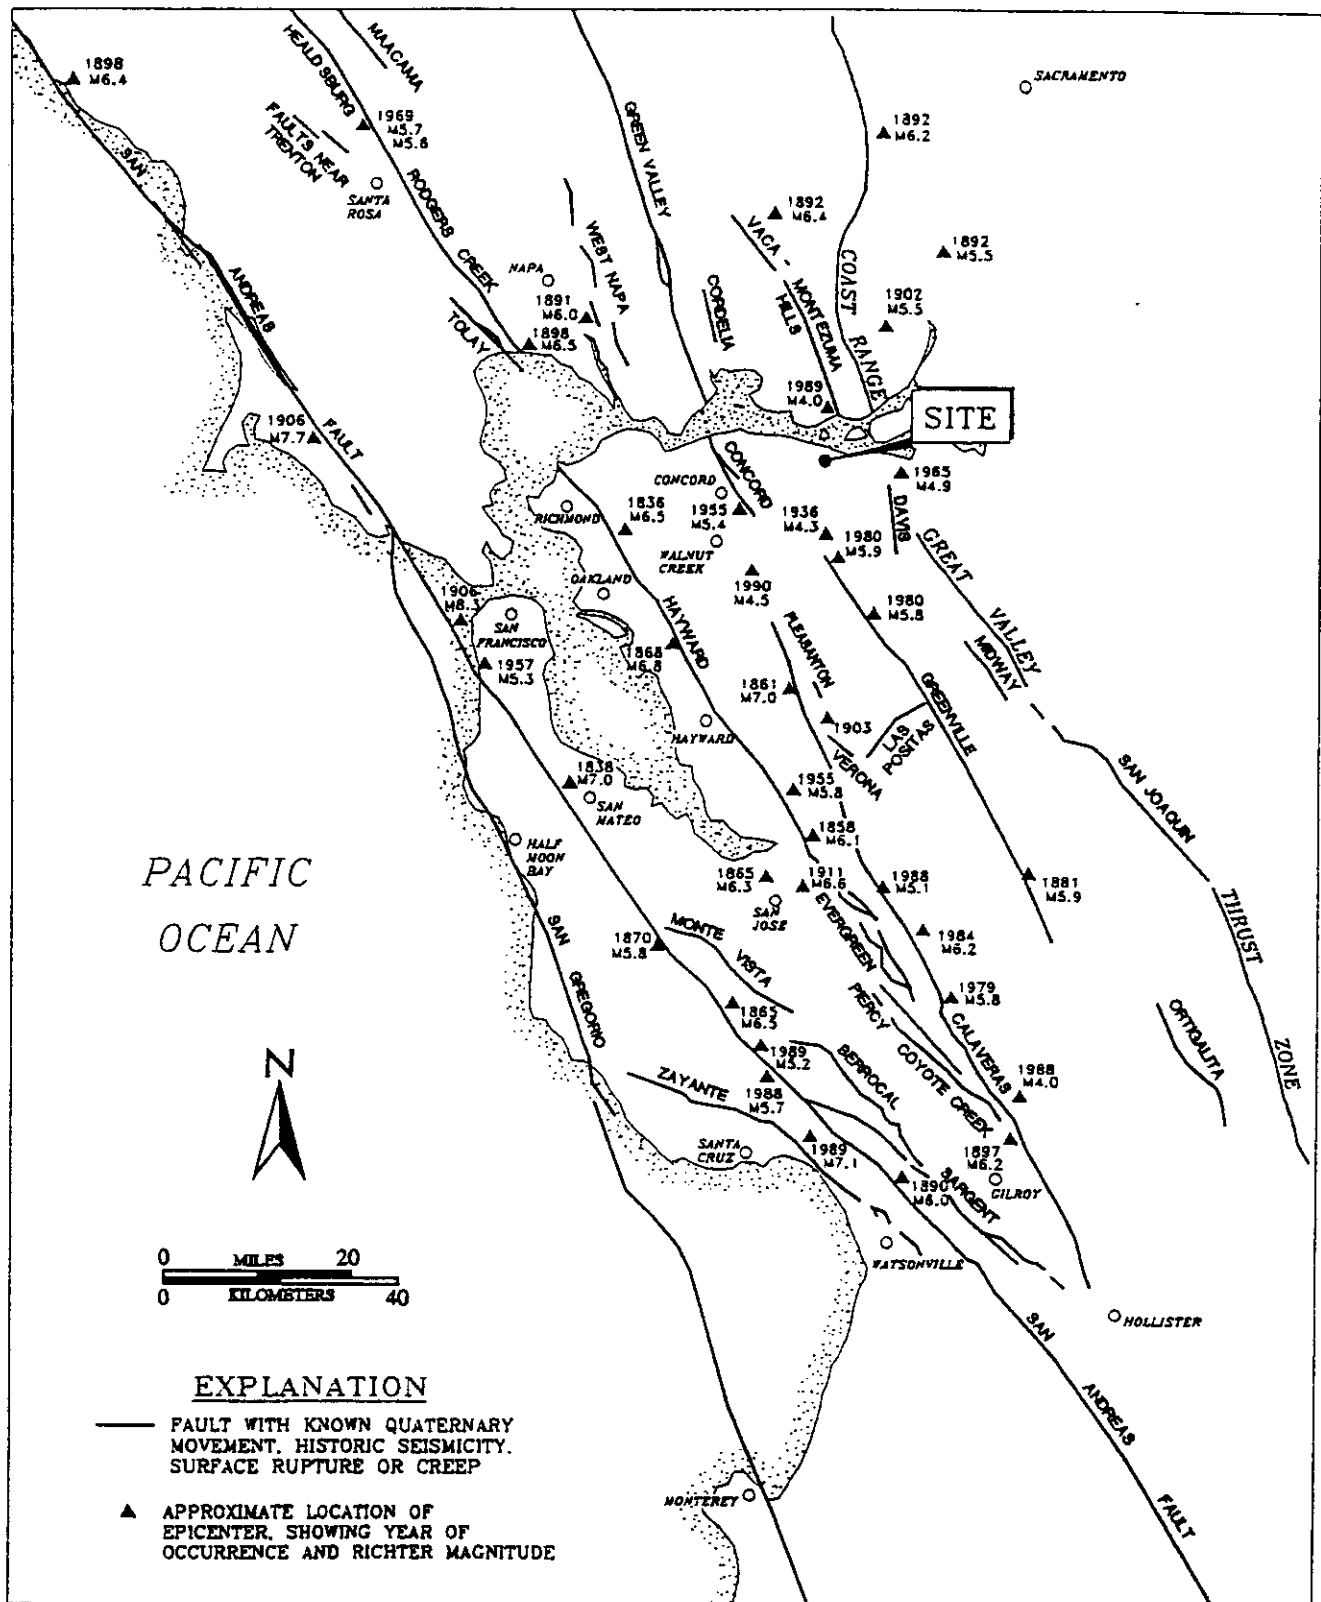 1898
M6.4
HEALDSBURG
MAACAMA
SACRAMENTO
1969
M5.7
M5.6
FAULTS NEAR
TRENTON
SANTA
ROSA
RODGERS CREEK
GREEN VALLEY
1892
M6.2
1892
M6.4
1892
M5.5
VACA - MONTEZUMA
HILLS
COAST RANGE
SAN
ANDREAS
FAULT
NAPA
WEST NAPA
1891
M6.0
1898
M6.5
TOLAY
CORDELIA
1902
M5.5
1989
M4.0
SITE
1906
M7.7
CONCORD
CONCORD
RICHMOND
1836
M6.5
1955
M5.4
1936
M4.3
1965
M4.9
DAVIS
1980
M5.9
WALNUT
CREEK
1990
M4.5
OAKLAND
GREAT VALLEY
1980
M5.8
1906
M8.3
SAN
FRANCISCO
1957
M5.3
HAYWARD
1868
M6.8
PLEASANTON
1861
M7.0
MIDWAY
GREENVILLE
HAYWARD
1903
LAS
POSITAS
VERONA
SAN JOAQUIN
1838
M7.0
SAN
MATEO
1955
M5.8
1858
M6.1
HALF
MOON
BAY
PACIFIC
OCEAN
1865
M6.3
SAN
JOSE
1911
M6.6
1988
M5.1
1881
M5.9
THRUST
EVERGREEN
SAN
GREGORIO
1870
M5.8
MONTE
VISTA
1984
M6.2
1979
M5.8
1865
M6.5
PIERCY
COYOTE CREEK
CALAVERAS
ORTIGALITA
ZONE
N
1989
M5.2
BERROCAL
ZAYANTE
1988
M5.7
1988
M4.0
SANTA
CRUZ
1989
M7.1
1897
M6.2
GILROY
1890
M6.0
SARGENT
WATSONVILLE
0 MILES 20
0 KILOMETERS 40
HOLLISTER
SAN
ANDREAS
FAULT
MONTEREY
EXPLANATION
FAULT WITH KNOWN QUATERNARY
MOVEMENT, HISTORIC SEISMICITY.
SURFACE RUPTURE OR CREEP
APPROXIMATE LOCATION OF
EPICENTER, SHOWING YEAR OF
OCCURRENCE AND RICHTER MAGNITUDE